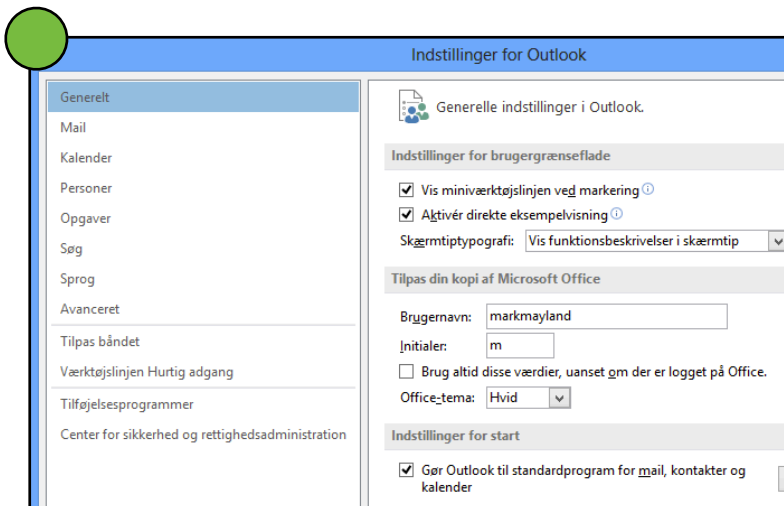 Indstillinger for Outlook
Generelt
Mail
Kalender
Personer
Opgaver
Søg
Sprog
Avanceret
Tilpas båndet
Værktøjslinjen Hurtig adgang
Tilføjelsesprogrammer
Center for sikkerhed og rettighedsadministration
Generelle indstillinger i Outlook.
Indstillinger for brugergrænseflade
Vis miniværktøjslinjen ved markering
Aktivér direkte eksempelvisning
Skærmtiptypografi: Vis funktionsbeskrivelser i skærmtip
Tilpas din kopi af Microsoft Office
Brugernavn: markmayland
Initialer: m
Brug altid disse værdier, uanset om der er logget på Office.
Office-tema: Hvid
Indstillinger for start
Gør Outlook til standardprogram for mail, kontakter og
kalender